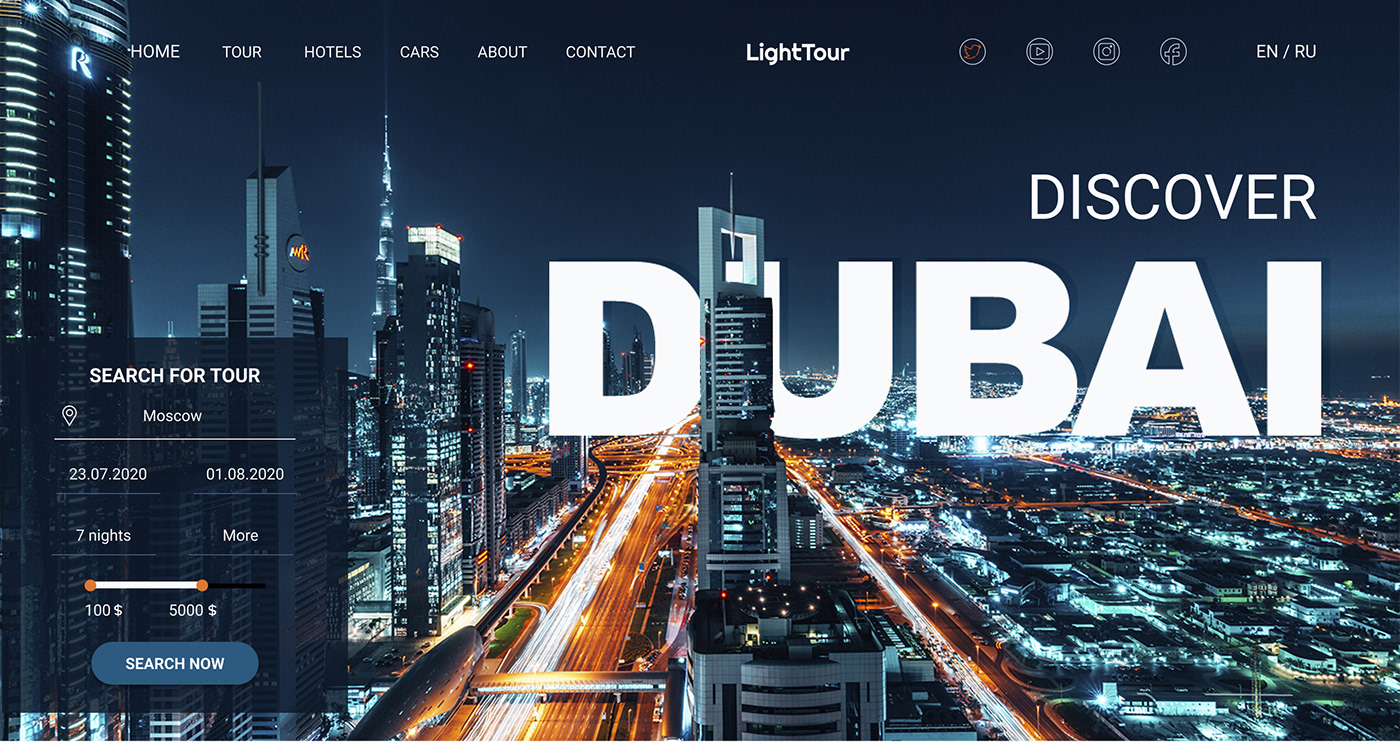 HOME TOUR HOTELS CARS ABOUT CONTACT LightTour EN / RU
DISCOVER
DUBAI
SEARCH FOR TOUR
Moscow
23.07.2020 01.08.2020
7 nights More
100 $ 5000 $
SEARCH NOW